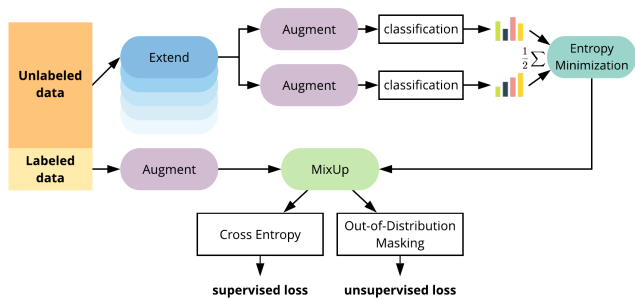 Unlabeled
data
Labeled
data
Extend
Augment
classification
Augment
classification
1/2 ∑
Entropy
Minimization
Augment
MixUp
Cross Entropy
Out-of-Distribution
Masking
supervised loss
unsupervised loss